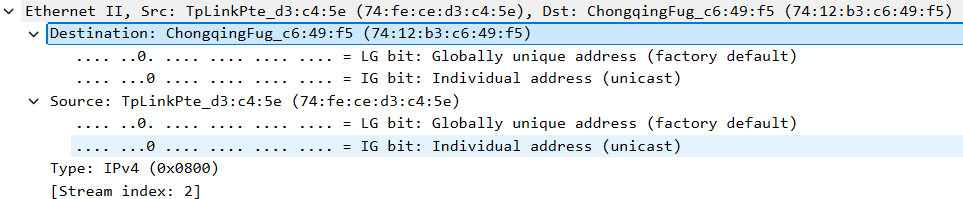 Ethernet II, Src: TpLinkPte_d3:c4:5e (74:fe:ce:d3:c4:5e), Dst: ChongqingFug_c6:49:f5 (74:12:b3:c6:49:f5)
Destination: ChongqingFug_c6:49:f5 (74:12:b3:c6:49:f5)
.... ..0. .... .... .... .... = LG bit: Globally unique address (factory default)
.... ...0 .... .... .... .... = IG bit: Individual address (unicast)
Source: TpLinkPte_d3:c4:5e (74:fe:ce:d3:c4:5e)
.... ..0. .... .... .... .... = LG bit: Globally unique address (factory default)
.... ...0 .... .... .... .... = IG bit: Individual address (unicast)
Type: IPv4 (0x0800)
[Stream index: 2]